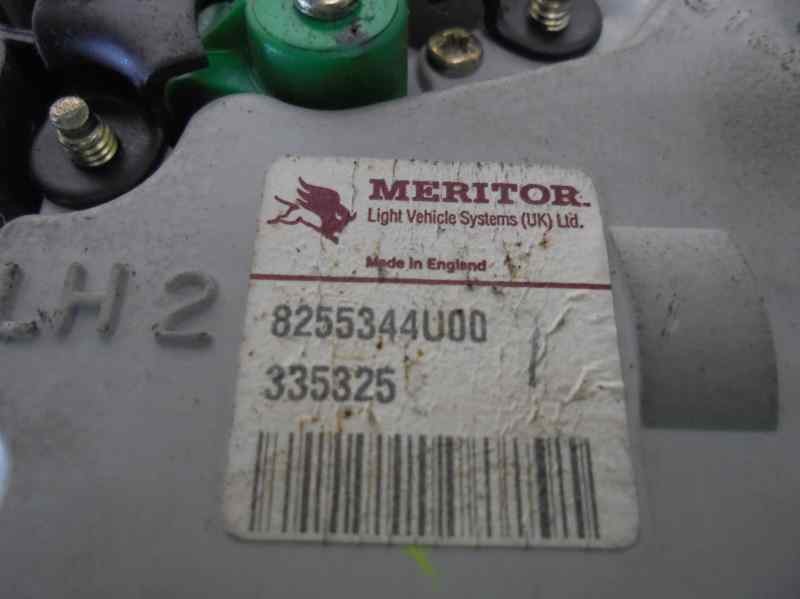 MERITOR
Light Vehicle Systems (UK) Ltd.
Made in England
LH2
8255344U00
335325